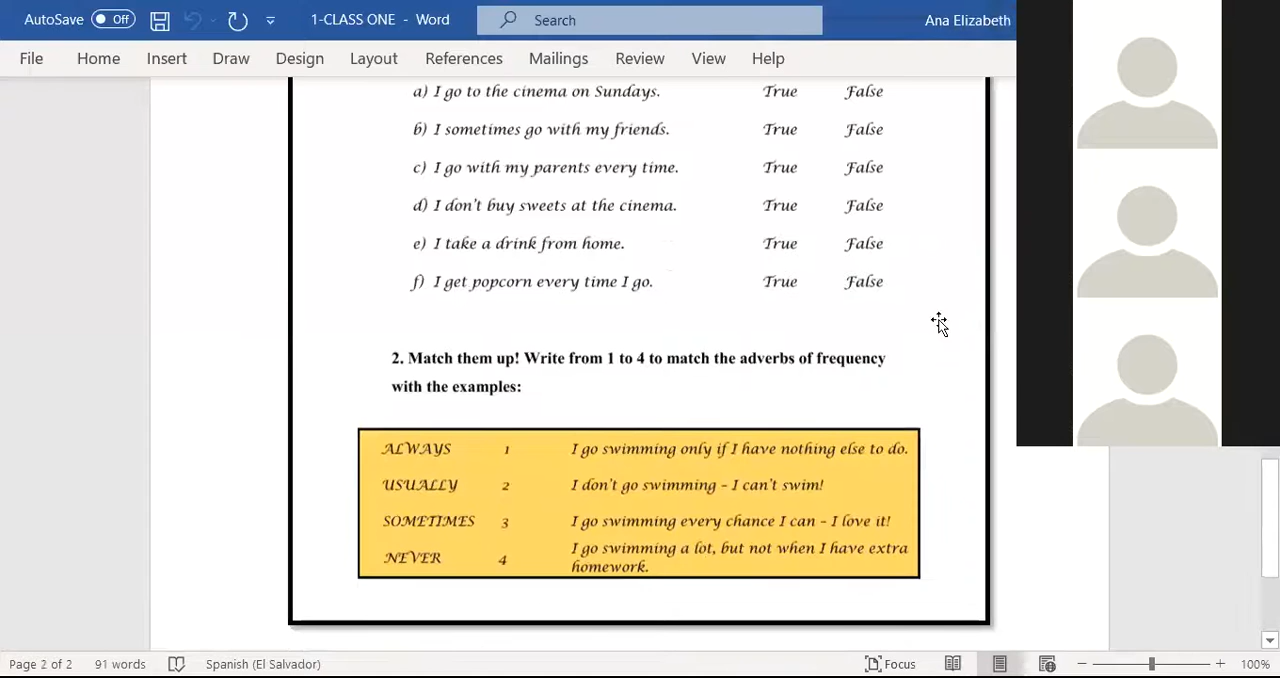 AutoSave Off 1-CLASS ONE - Word Search Ana Elizabeth
File Home Insert Draw Design Layout References Mailings Review View Help
a) I go to the cinema on Sundays. True False
b) I sometimes go with my friends. True False
c) I go with my parents every time. True False
d) I don't buy sweets at the cinema. True False
e) I take a drink from home. True False
f) I get popcorn every time I go. True False
2. Match them up! Write from 1 to 4 to match the adverbs of frequency
with the examples:
ALWAYS 1 I go swimming only if I have nothing else to do.
USUALLY 2 I don't go swimming - I can't swim!
SOMETIMES 3 I go swimming every chance I can - I love it!
NEVER 4 I go swimming a lot, but not when I have extra
homework.
Page 2 of 2 91 words Spanish (El Salvador) Focus 100%